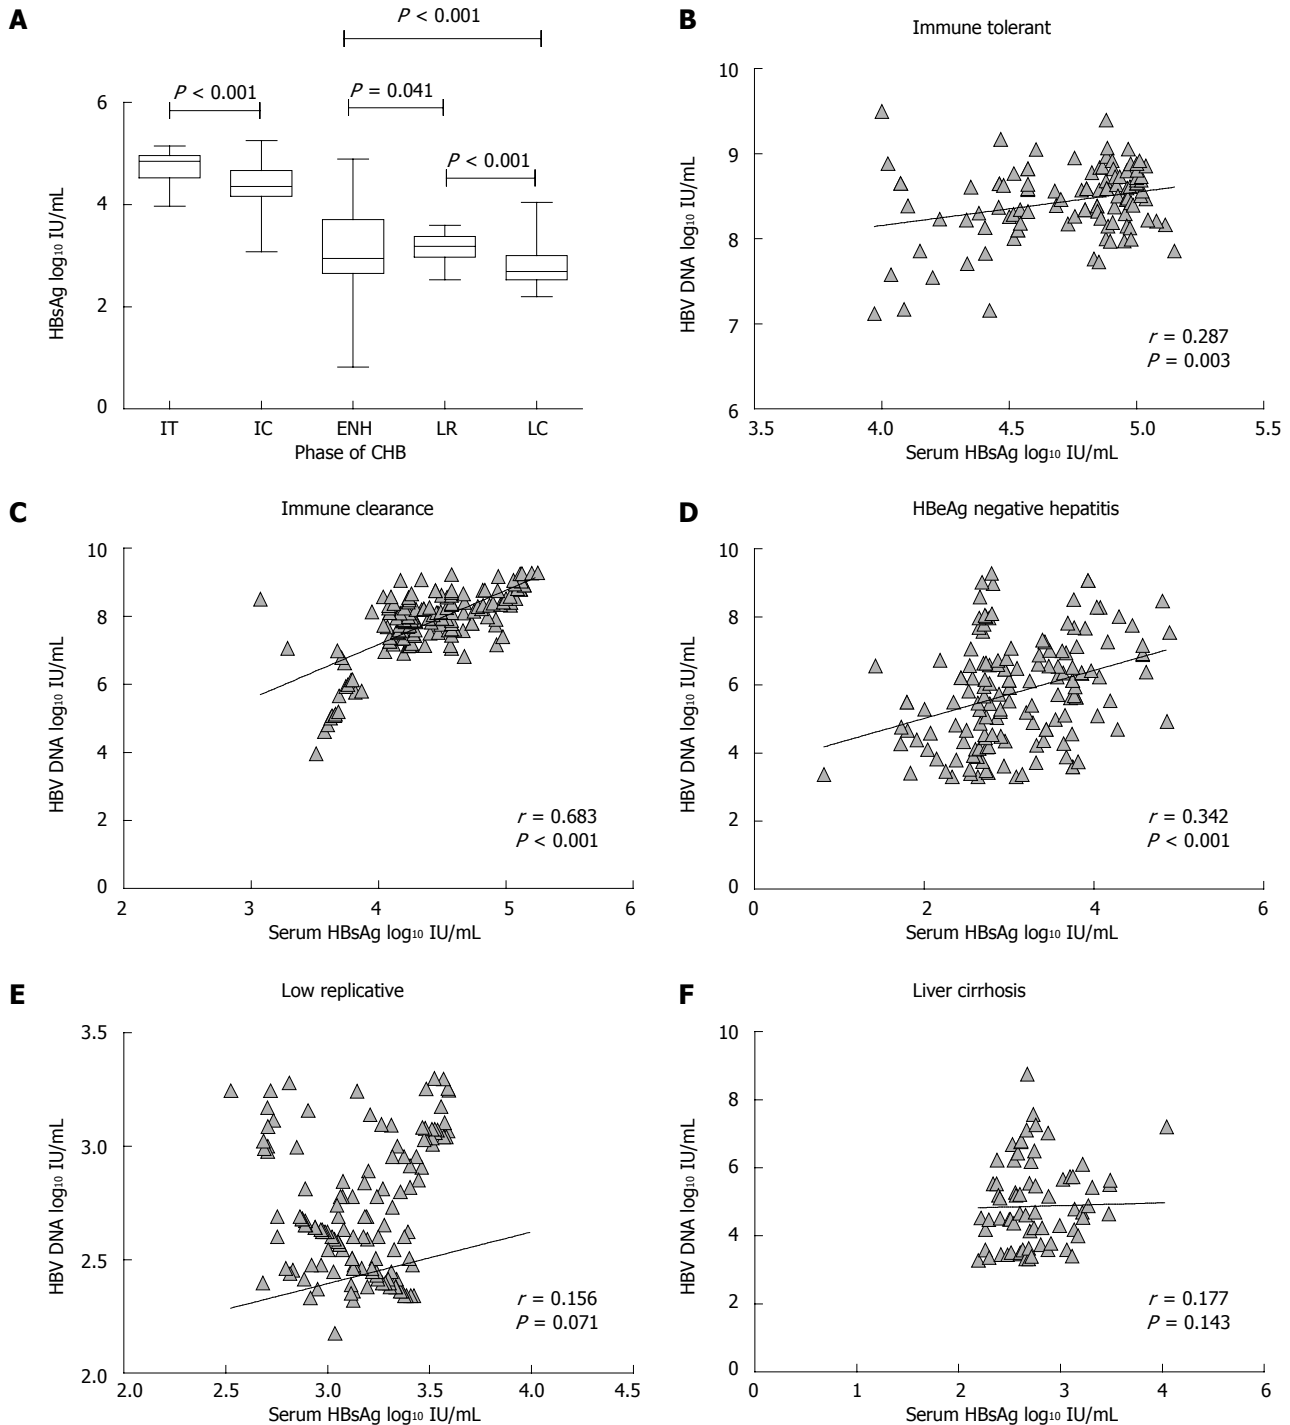 A
P < 0.001
P < 0.001
P = 0.041
P < 0.001
6
4
2
0
HBsAg log10 IU/mL
IT IC ENH LR LC
Phase of CHB
B
Immune tolerant
10
9
8
7
6
HBV DNA log10 IU/mL
r = 0.287
P = 0.003
3.5 4.0 4.5 5.0 5.5
Serum HBsAg log10 IU/mL
C
Immune clearance
10
8
6
4
2
0
HBV DNA log10 IU/mL
r = 0.683
P < 0.001
2 3 4 5 6
Serum HBsAg log10 IU/mL
D
HBeAg negative hepatitis
10
8
6
4
2
0
HBV DNA log10 IU/mL
r = 0.342
P < 0.001
0 2 4 6
Serum HBsAg log10 IU/mL
E
Low replicative
3.5
3.0
2.5
2.0
HBV DNA log10 IU/mL
r = 0.156
P = 0.071
2.0 2.5 3.0 3.5 4.0 4.5
Serum HBsAg log10 IU/mL
F
Liver cirrhosis
10
8
6
4
2
0
HBV DNA log10 IU/mL
r = 0.177
P = 0.143
0 1 2 3 4 6
Serum HBsAg log10 IU/mL